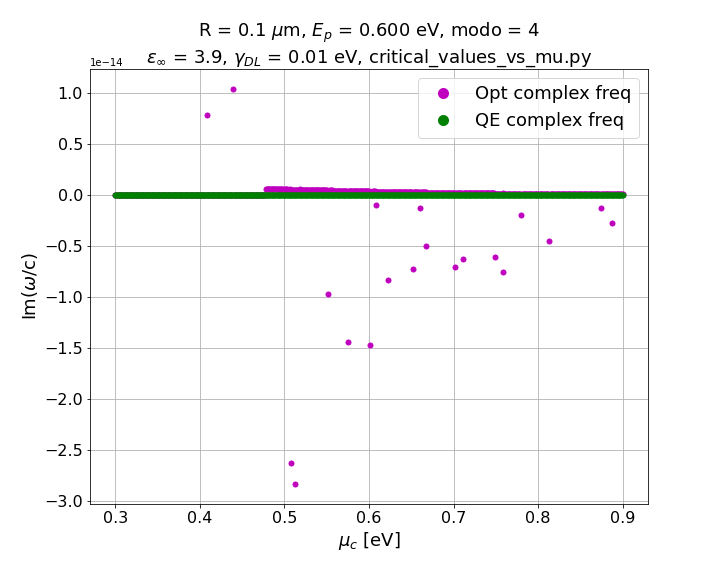 R = 0.1 μm, E_p = 0.600 eV, modo = 4
ε_∞ = 3.9, γ_DL = 0.01 eV, critical_values_vs_mu.py
1e−14
Opt complex freq
QE complex freq
1.0
0.5
0.0
−0.5
−1.0
−1.5
−2.0
−2.5
−3.0
Im(ω/c)
0.3 0.4 0.5 0.6 0.7 0.8 0.9
μ_c [eV]